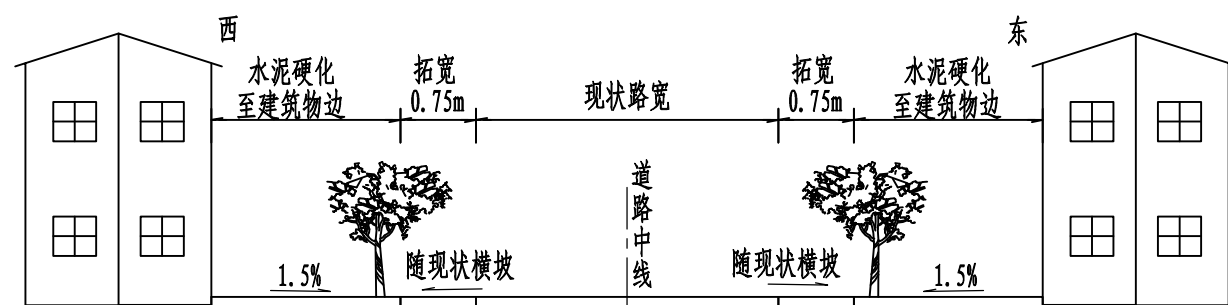 西
东
水泥硬化
至建筑物边
拓宽
0.75m
现状路宽
拓宽
0.75m
水泥硬化
至建筑物边
道路中线
1.5%
随现状横坡
随现状横坡
1.5%